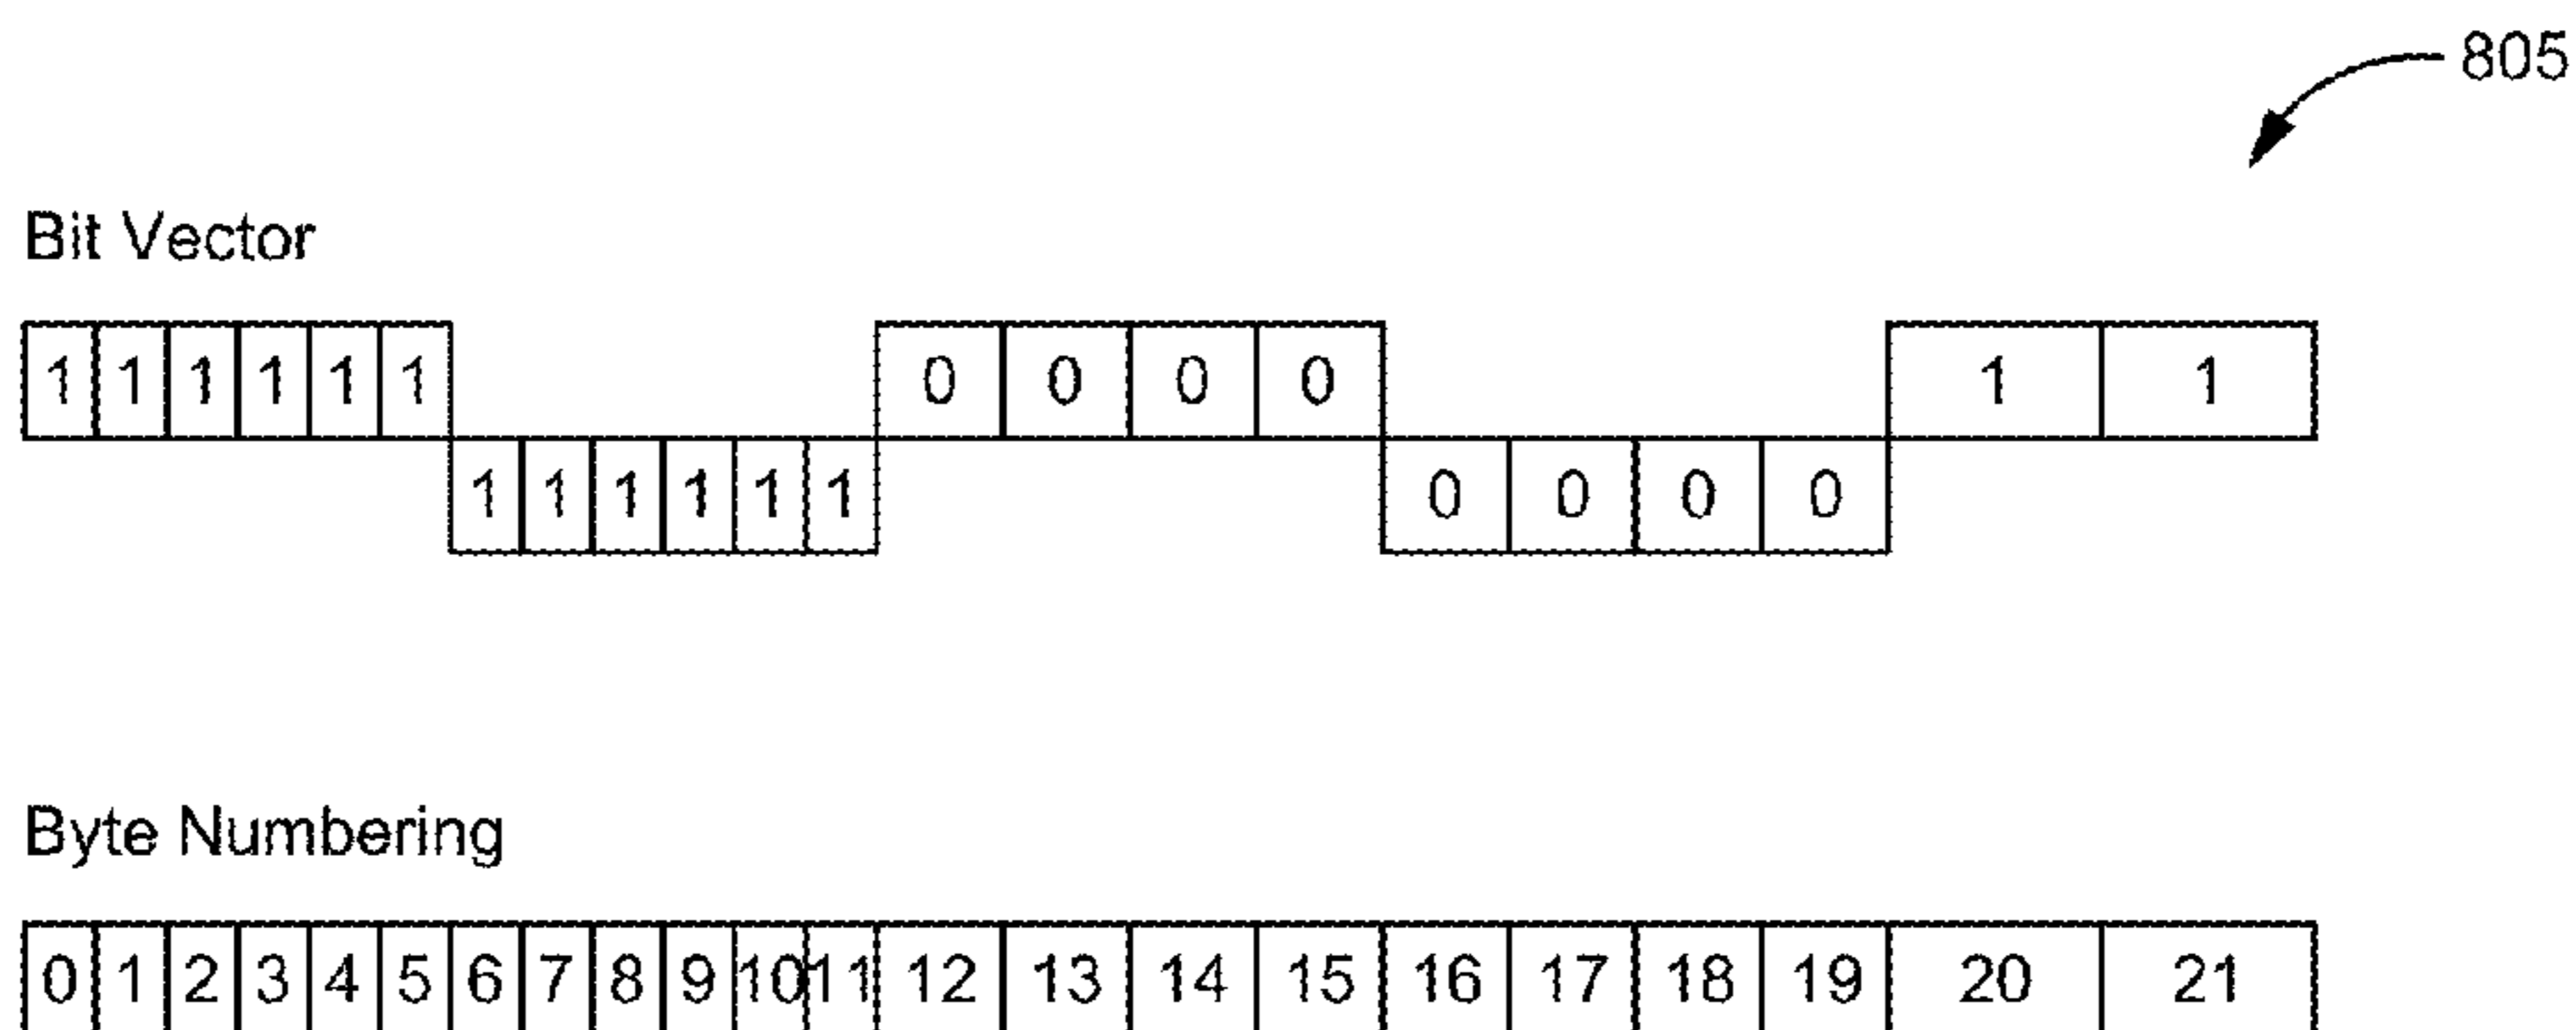 805
Bit Vector
1 1 1 1 1 1 0 0 0 0 1 1
1 1 1 1 1 1 0 0 0 0
Byte Numbering
0 1 2 3 4 5 6 7 8 9 10 11 12 13 14 15 16 17 18 19 20 21